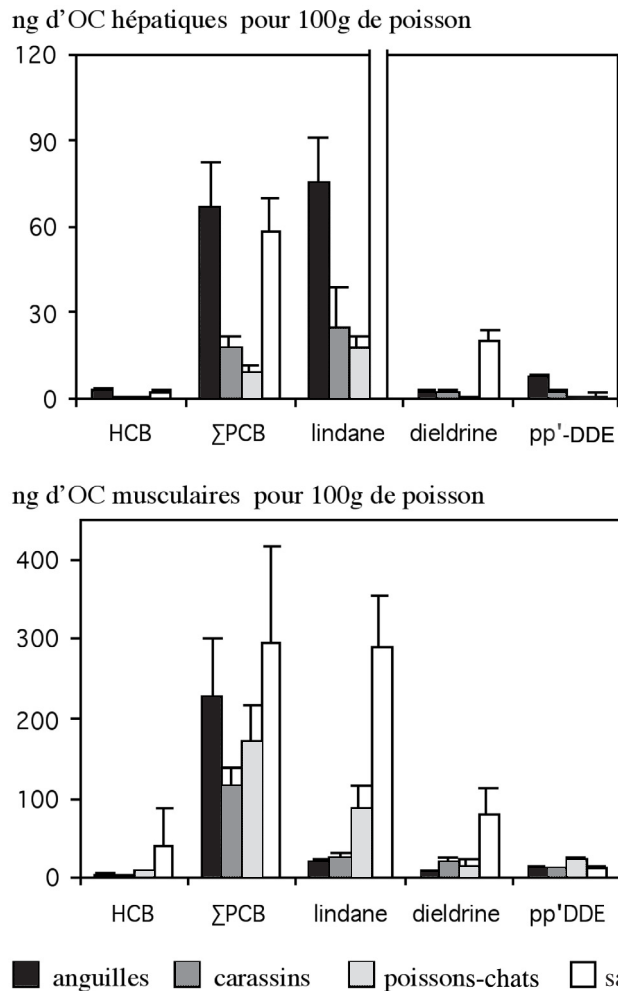 ng d'OC hépatiques pour 100g de poisson
120
90
60
30
0
HCB ∑PCB lindane dieldrine pp'-DDE
ng d'OC musculaires pour 100g de poisson
400
300
200
100
0
HCB ∑PCB lindane dieldrine pp'DDE
anguilles carassins poissons-chats